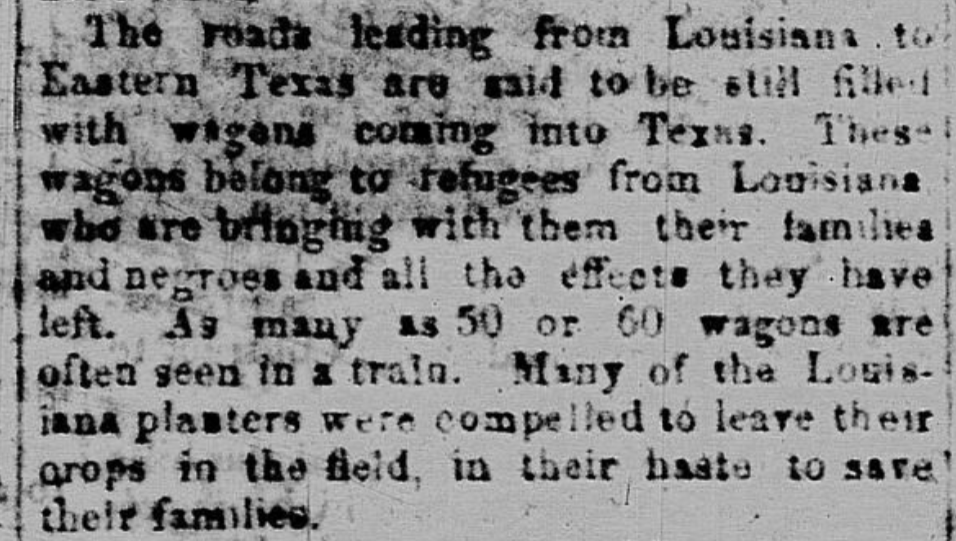 The roads leading from Louisiana to
Eastern Texas are said to be still filled
with wagons coming into Texas. These
wagons belong to refugees from Louisiana
who are bringing with them their families
and negroes and all the effects they have
left. As many as 50 or 60 wagons are
often seen in a train. Many of the Louis-
iana planters were compelled to leave their
crops in the field, in their haste to save
their families.